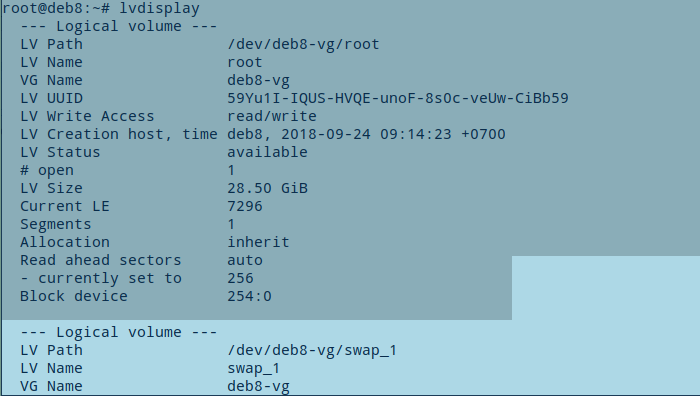 root@deb8:~# lvdisplay
--- Logical volume ---
LV Path /dev/deb8-vg/root
LV Name root
VG Name deb8-vg
LV UUID 59Yu1I-IQUS-HVQE-unoF-8s0c-veUw-CiBb59
LV Write Access read/write
LV Creation host, time deb8, 2018-09-24 09:14:23 +0700
LV Status available
# open 1
LV Size 28.50 GiB
Current LE 7296
Segments 1
Allocation inherit
Read ahead sectors auto
- currently set to 256
Block device 254:0
--- Logical volume ---
LV Path /dev/deb8-vg/swap_1
LV Name swap_1
VG Name deb8-vg